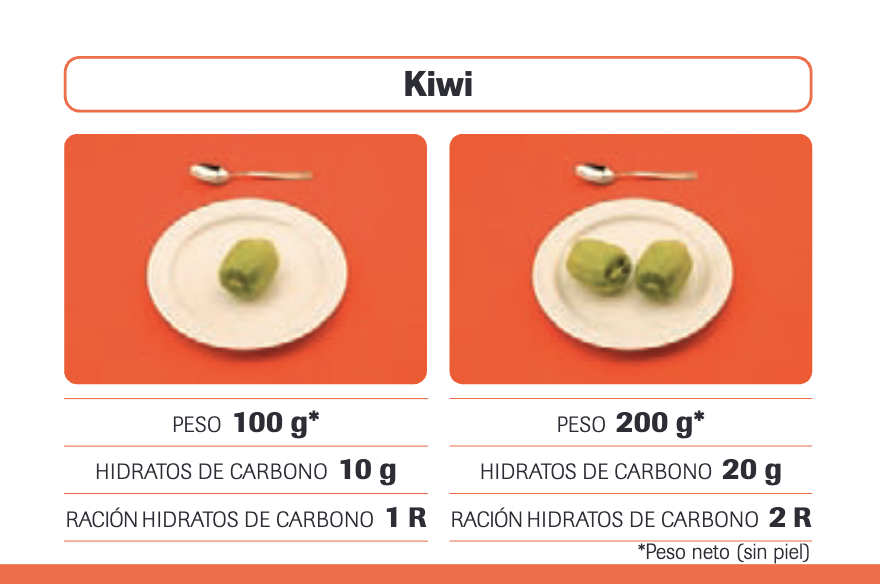 Kiwi
PESO 100 g*
HIDRATOS DE CARBONO 10 g
RACIÓN HIDRATOS DE CARBONO 1 R
PESO 200 g*
HIDRATOS DE CARBONO 20 g
RACIÓN HIDRATOS DE CARBONO 2 R
*Peso neto (sin piel)